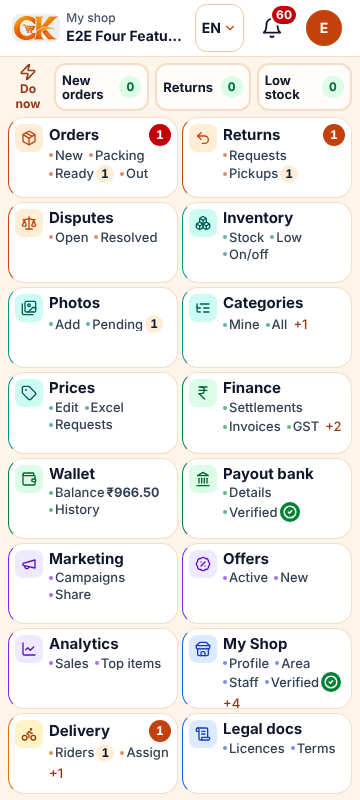 GK
My shop
E2E Four Featu...
EN
60
E
Do now
New orders 0
Returns 0
Low stock 0
Orders 1
New Packing
Ready 1 Out
Returns 1
Requests
Pickups 1
Disputes
Open Resolved
Inventory
Stock Low
On/off
Photos
Add Pending 1
Categories
Mine All +1
Prices
Edit Excel
Requests
Finance
Settlements
Invoices GST +2
Wallet
Balance ₹966.50
History
Payout bank
Details
Verified
Marketing
Campaigns
Share
Offers
Active New
Analytics
Sales Top items
My Shop
Profile Area
Staff Verified
+4
Delivery 1
Riders 1 Assign
+1
Legal docs
Licences Terms